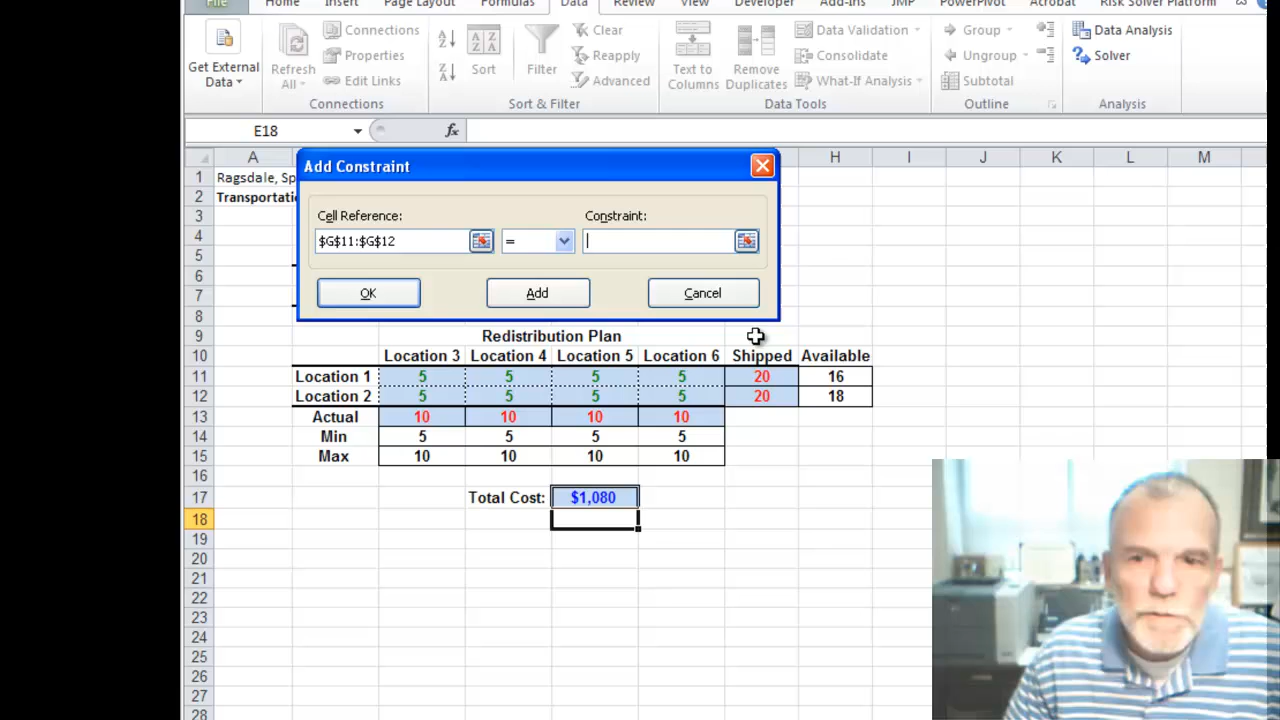 File Home Insert Page Layout Formulas Data Review View Developer Add-Ins JMP PowerPivot Acrobat Risk Solver Platform
Get External Data
Refresh All
Connections
Properties
Edit Links
Connections
Sort
Filter
Clear
Reapply
Advanced
Sort & Filter
Text to Columns
Remove Duplicates
Data Validation
Consolidate
What-If Analysis
Data Tools
Group
Ungroup
Subtotal
Outline
Data Analysis
Solver
Analysis
E18 fx
A H I J K L M
Add Constraint
Cell Reference: Constraint:
$G$11:$G$12 =
OK Add Cancel
1 Ragsdale, Sp
2 Transportatio
3
4
5
6
7
8
9 Redistribution Plan
10 Location 3 Location 4 Location 5 Location 6 Shipped Available
11 Location 1 5 5 5 5 20 16
12 Location 2 5 5 5 5 20 18
13 Actual 10 10 10 10
14 Min 5 5 5 5
15 Max 10 10 10 10
16
17 Total Cost: $1,080
18
19
20
21
22
23
24
25
26
27
28